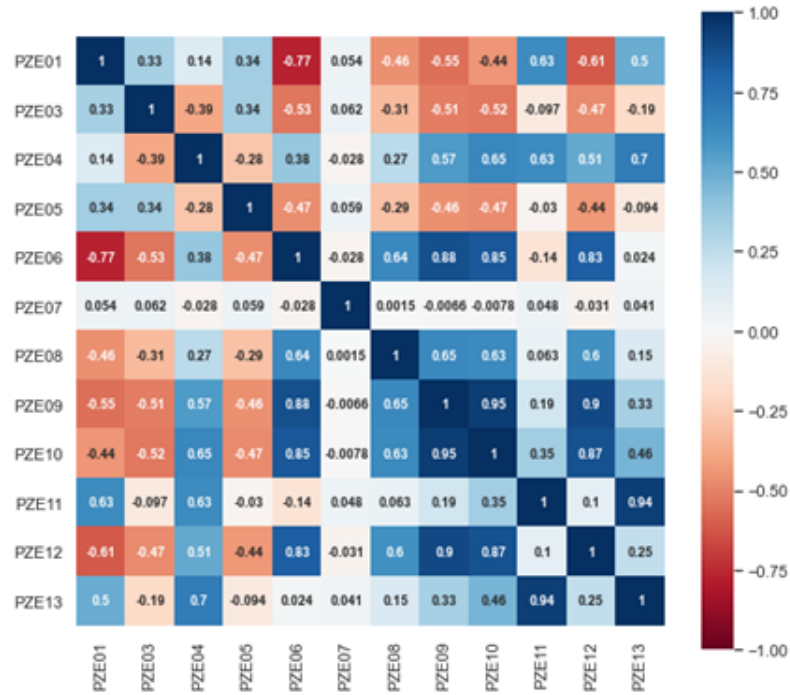 1.00
PZE01 1 0.33 0.14 0.34 -0.77 0.054 -0.46 -0.55 -0.44 0.63 -0.61 0.5
PZE03 0.33 1 -0.39 0.34 -0.53 0.062 -0.31 -0.51 -0.52 -0.097 -0.47 -0.19
0.75
PZE04 0.14 -0.39 1 -0.28 0.38 -0.028 0.27 0.57 0.65 0.63 0.51 0.7
0.50
PZE05 0.34 0.34 -0.28 1 -0.47 0.059 -0.29 -0.46 -0.47 -0.03 -0.44 -0.094
PZE06 -0.77 -0.53 0.38 -0.47 1 -0.028 0.64 0.88 0.85 -0.14 0.83 0.024
0.25
PZE07 0.054 0.062 -0.028 0.059 -0.028 1 0.0015 -0.0066 -0.0078 0.048 -0.031 0.041
0.00
PZE08 -0.46 -0.31 0.27 -0.29 0.64 0.0015 1 0.65 0.63 0.063 0.6 0.15
PZE09 -0.55 -0.51 0.57 -0.46 0.88 -0.0066 0.65 1 0.95 0.19 0.9 0.33
-0.25
PZE10 -0.44 -0.52 0.65 -0.47 0.85 -0.0078 0.63 0.95 1 0.35 0.87 0.46
-0.50
PZE11 0.63 -0.097 0.63 -0.03 -0.14 0.048 0.063 0.19 0.35 1 0.1 0.94
PZE12 -0.61 -0.47 0.51 -0.44 0.83 -0.031 0.6 0.9 0.87 0.1 1 0.25
-0.75
PZE13 0.5 -0.19 0.7 -0.094 0.024 0.041 0.15 0.33 0.46 0.94 0.25 1
-1.00
PZE01 PZE03 PZE04 PZE05 PZE06 PZE07 PZE08 PZE09 PZE10 PZE11 PZE12 PZE13